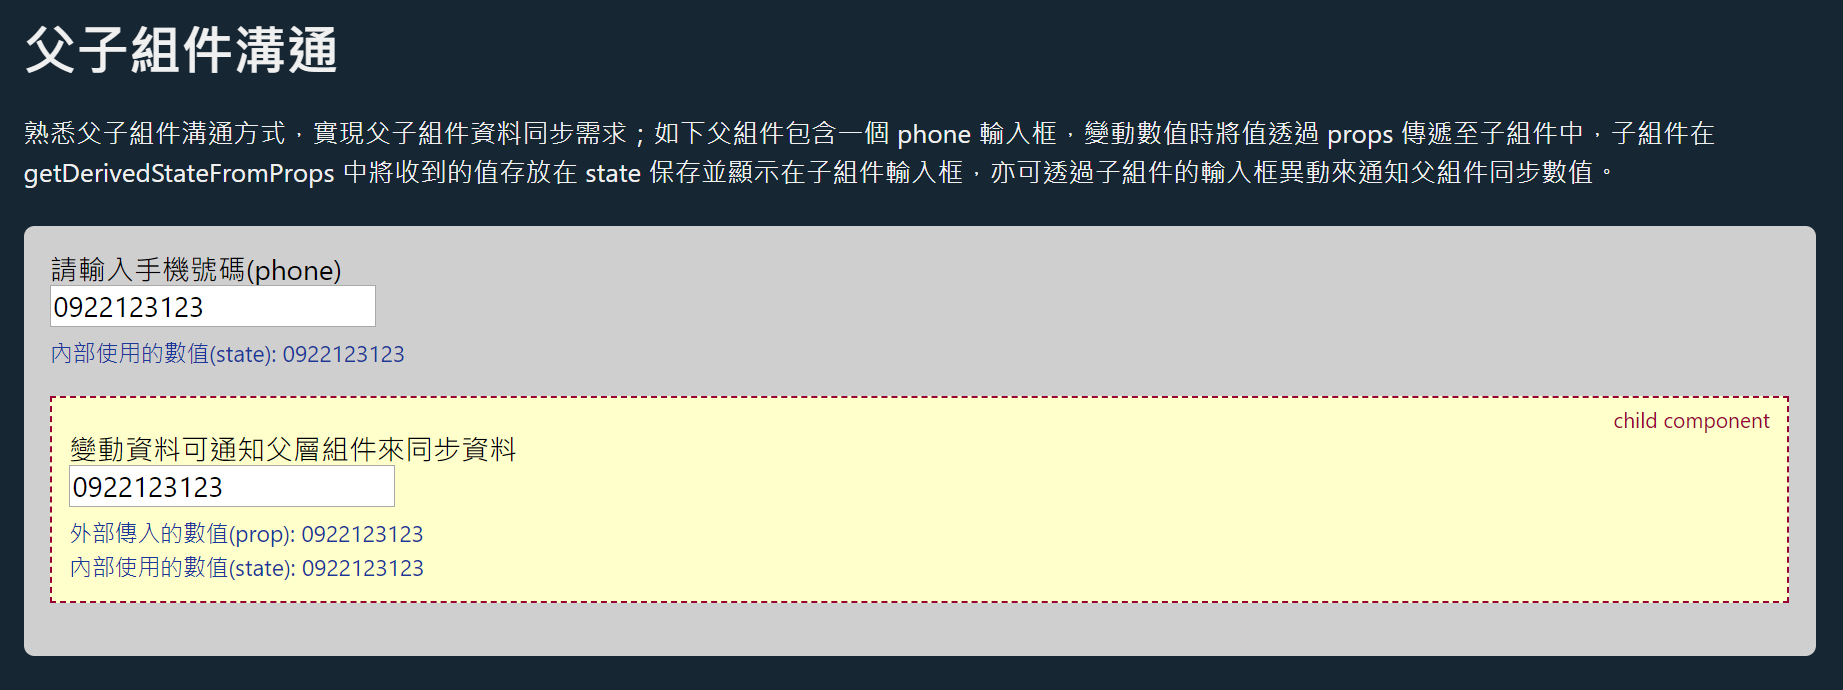 父子組件溝通
熟悉父子組件溝通方式，實現父子組件資料同步需求；如下父組件包含一個 phone 輸入框，變動數值時將值透過 props 傳遞至子組件中，子組件在
getDerivedStateFromProps 中將收到的值存放在 state 保存並顯示在子組件輸入框，亦可透過子組件的輸入框異動來通知父組件同步數值。
請輸入手機號碼(phone)
0922123123
內部使用的數值(state): 0922123123
child component
變動資料可通知父層組件來同步資料
0922123123
外部傳入的數值(prop): 0922123123
內部使用的數值(state): 0922123123